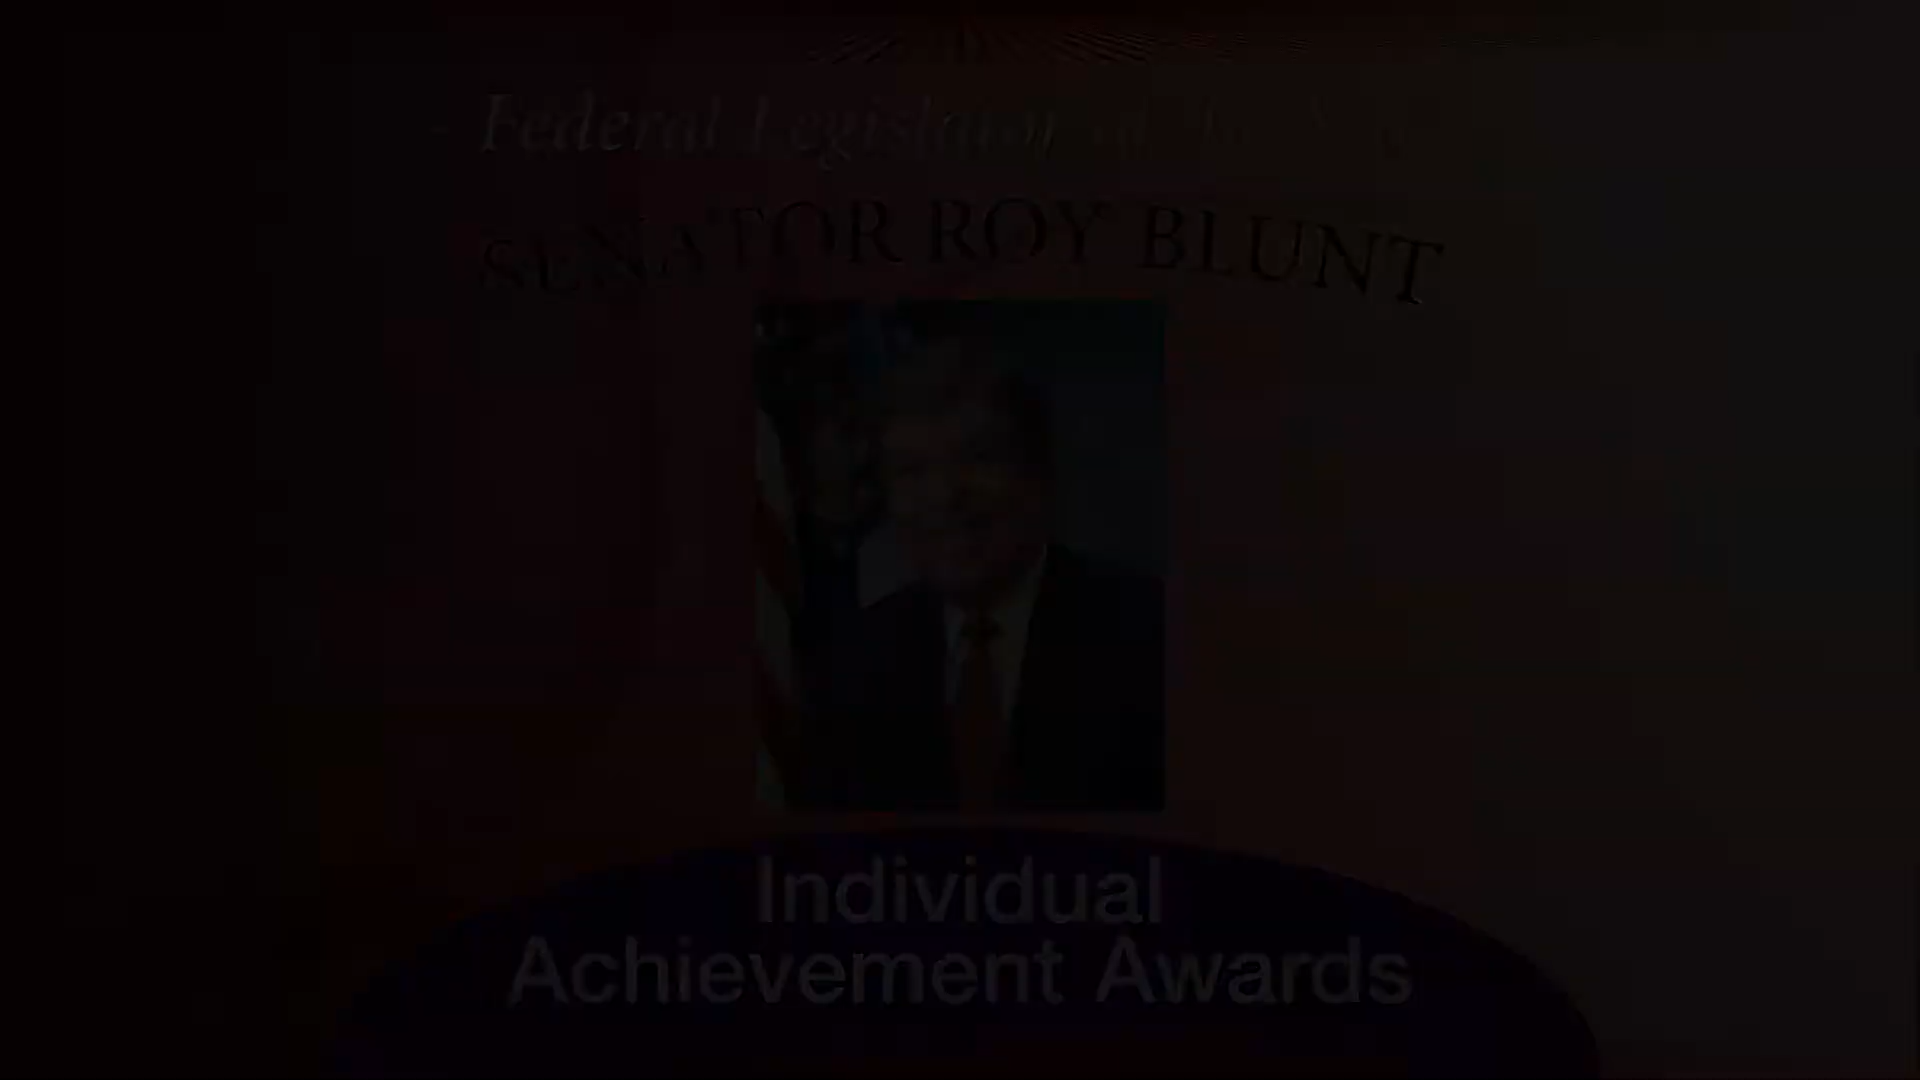 - Federal Legislator
SENATOR ROY BLUNT
Individual
Achievement Awards